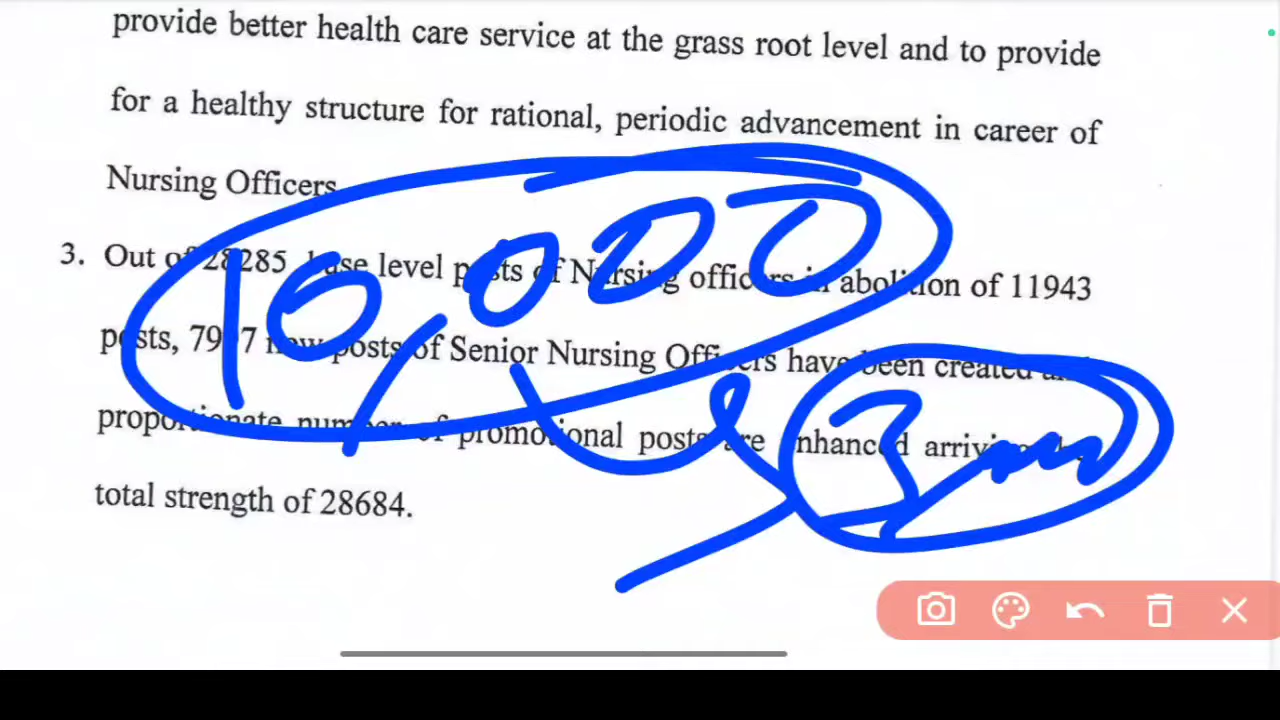 provide better health care service at the grass root level and to provide
for a healthy structure for rational, periodic advancement in career of
Nursing Officers
3. Out of 28285 base level posts of Nursing officers in abolition of 11943
posts, new posts of Senior Nursing Officers have been created and
proportionate number of promotional posts are enhanced
total strength of 28684.
10,000
3